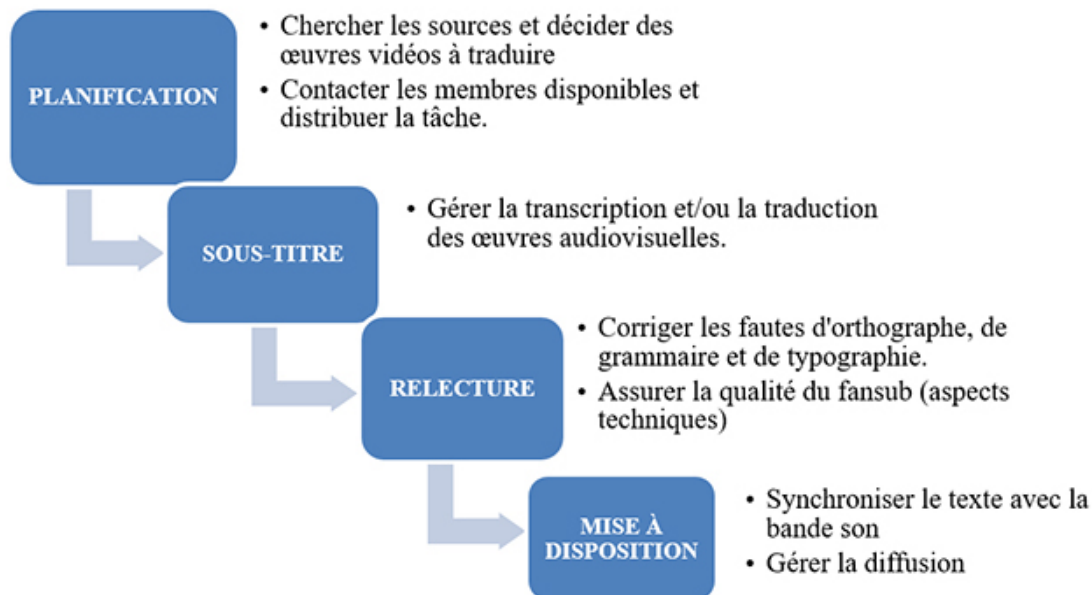 PLANIFICATION
• Chercher les sources et décider des
œuvres vidéos à traduire
• Contacter les membres disponibles et
distribuer la tâche.
SOUS-TITRE
• Gérer la transcription et/ou la traduction
des œuvres audiovisuelles.
RELECTURE
• Corriger les fautes d'orthographe, de
grammaire et de typographie.
• Assurer la qualité du fansub (aspects
techniques)
MISE À
DISPOSITION
• Synchroniser le texte avec la
bande son
• Gérer la diffusion